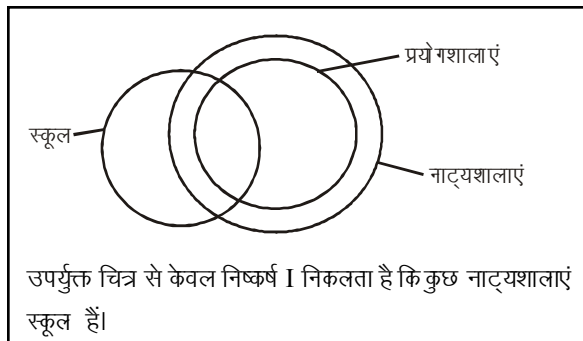 प्रयोगशालाएं
स्कूल
नाट्यशालाएं
उपर्युक्त चित्र से केवल निष्कर्ष I निकलता है कि कुछ नाट्यशालाएं
स्कूल हैं।